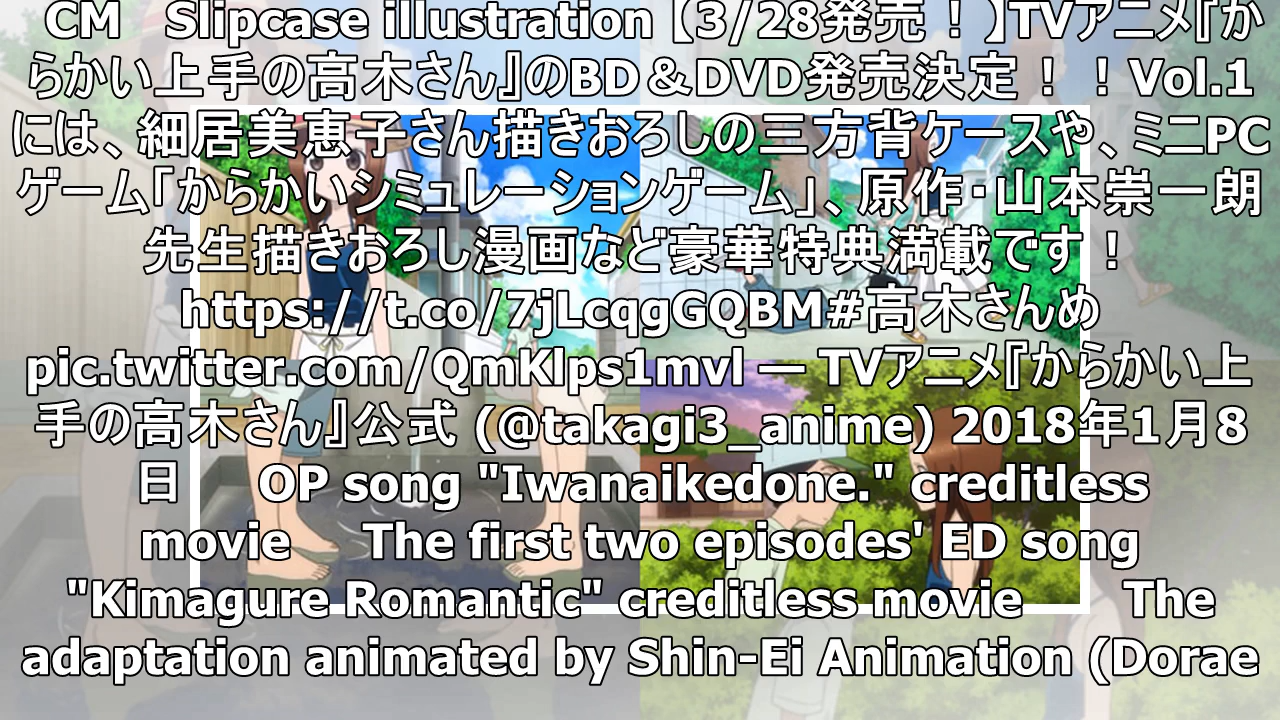 CM Slipcase illustration 【3/28発売！】TVアニメ『か
らかい上手の高木さん』のBD＆DVD発売決定！！Vol.1
には、細居美恵子さん描きおろしの三方背ケースや、ミニPC
ゲーム「からかいシミュレーションゲーム」、原作・山本崇一朗
先生描きおろし漫画など豪華特典満載です！
https://t.co/7jLcqgGQBM#高木さんめ
pic.twitter.com/QmKlps1mvl — TVアニメ『からかい上
手の高木さん』公式 (@takagi3_anime) 2018年1月8
日 OP song "Iwanaikedone." creditless
movie The first two episodes' ED song
"Kimagure Romantic" creditless movie The
adaptation animated by Shin-Ei Animation (Dorae